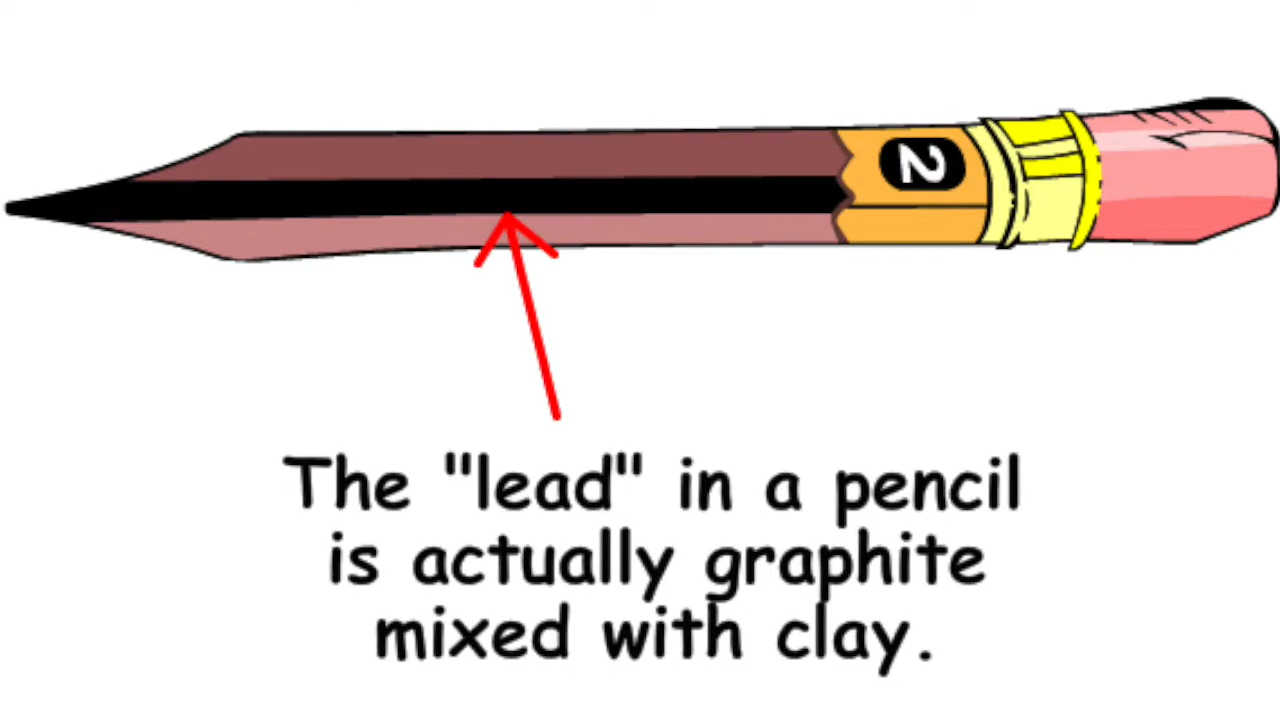 2
The "lead" in a pencil
is actually graphite
mixed with clay.